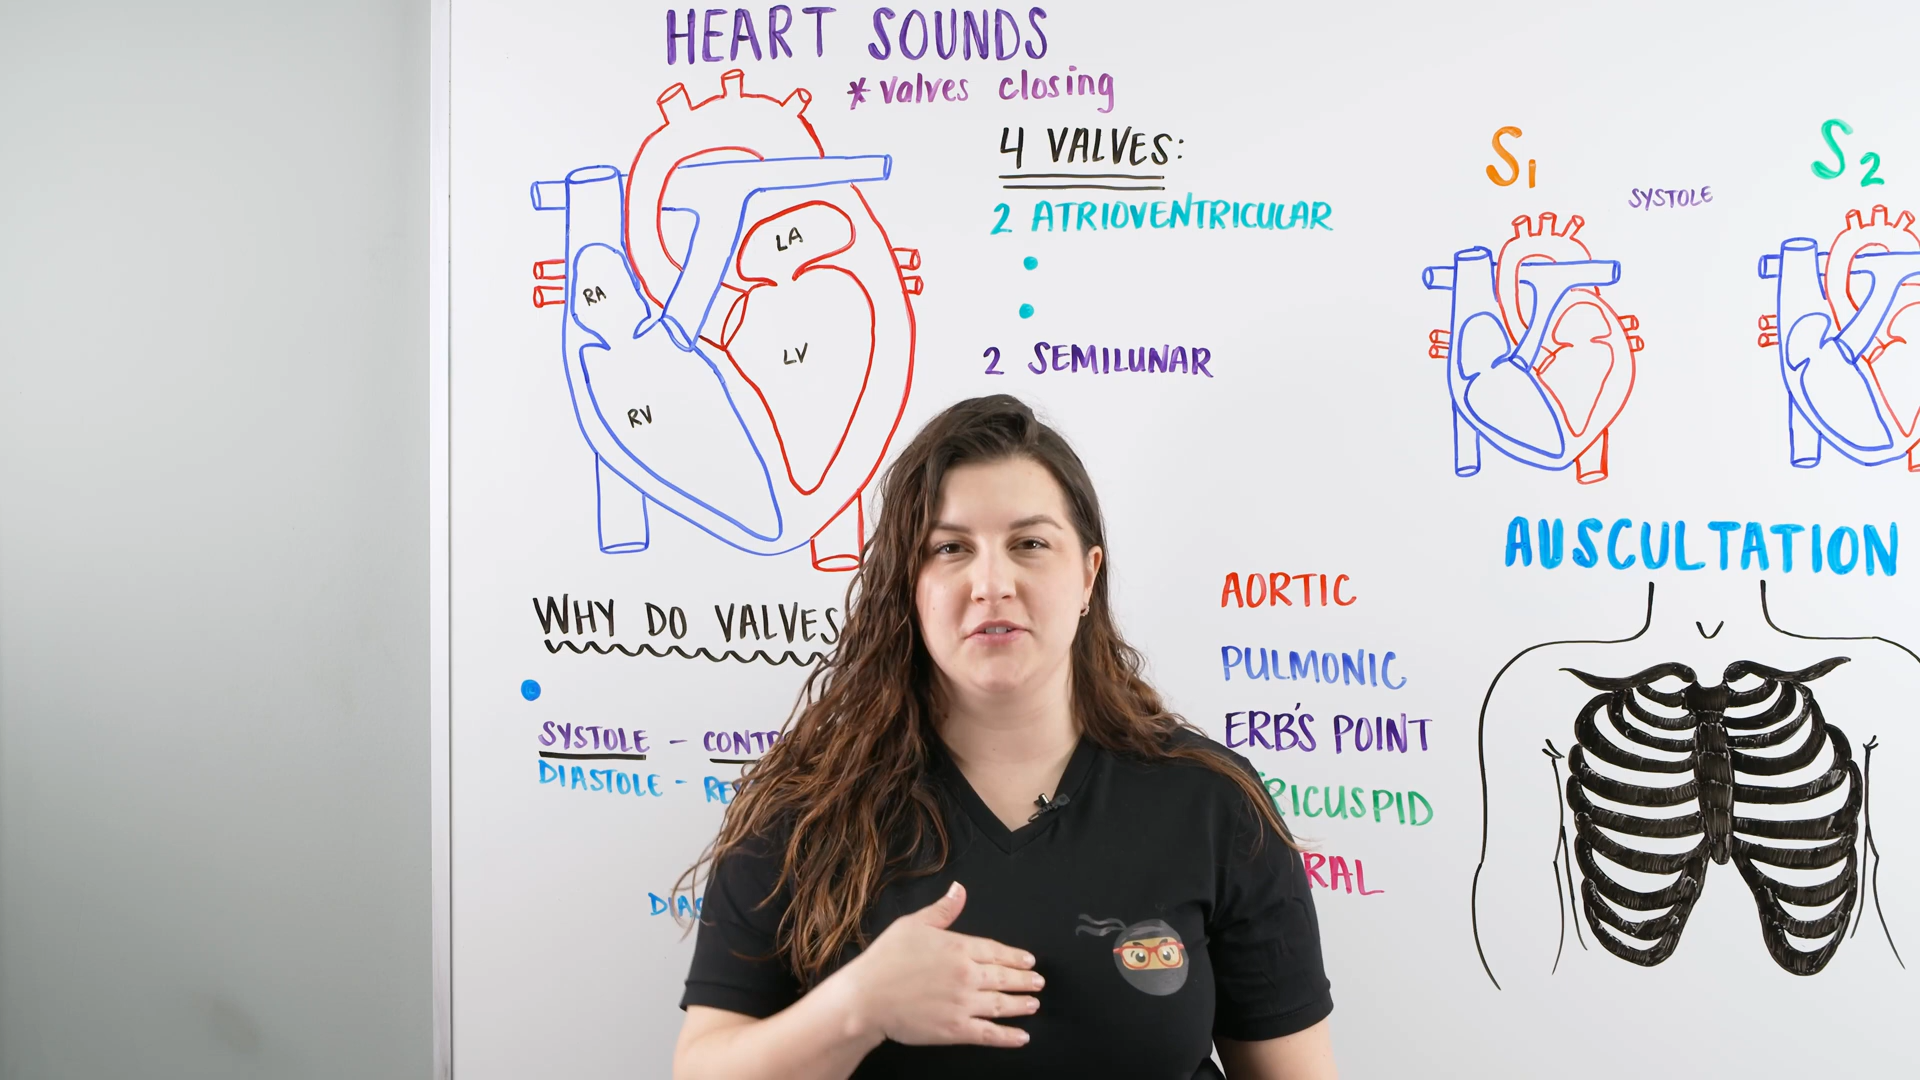 HEART SOUNDS
* valves closing
4 VALVES:
2 ATRIOVENTRICULAR
2 SEMILUNAR
LA
RA
LV
RV
S1
SYSTOLE
S2
WHY DO VALVES
SYSTOLE -
DIASTOLE -
AORTIC
PULMONIC
ERB'S POINT
AUSCULTATION